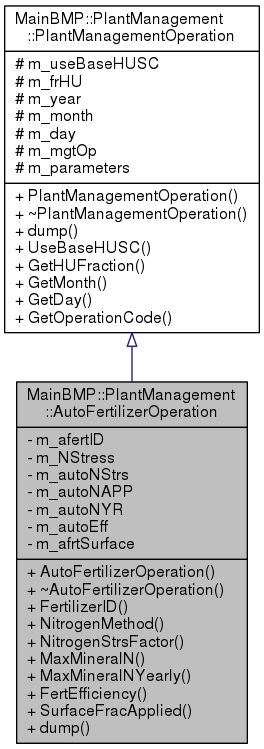 MainBMP::PlantManagement
::PlantManagementOperation
# m_useBaseHUSC
# m_frHU
# m_year
# m_month
# m_day
# m_mgtOp
# m_parameters
+ PlantManagementOperation()
+ ~PlantManagementOperation()
+ dump()
+ UseBaseHUSC()
+ GetHUFraction()
+ GetMonth()
+ GetDay()
+ GetOperationCode()
MainBMP::PlantManagement
::AutoFertilizerOperation
- m_afertID
- m_NStress
- m_autoNStrs
- m_autoNAPP
- m_autoNYR
- m_autoEff
- m_afrtSurface
+ AutoFertilizerOperation()
+ ~AutoFertilizerOperation()
+ FertilizerID()
+ NitrogenMethod()
+ NitrogenStrsFactor()
+ MaxMineralN()
+ MaxMineralNYearly()
+ FertEfficiency()
+ SurfaceFracApplied()
+ dump()